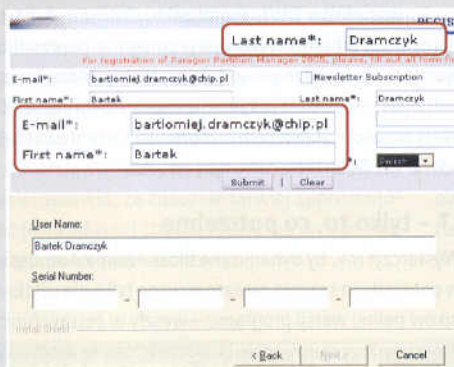 REGIS
Last name*: Dramczyk
For registration of Paragon Partition Manager 2005, please, fill out all form fie
E-mail*: bartlomiej.dramczyk@chip.pl Newsletter Subscription
First name*: Bartek Last name*: Dramczyk
E-mail*: bartlomiej.dramczyk@chip.pl
First name*: Bartek
Submit | Clear
User Name:
Bartek Dramczyk
Serial Number:
- - -
< Back Next > Cancel